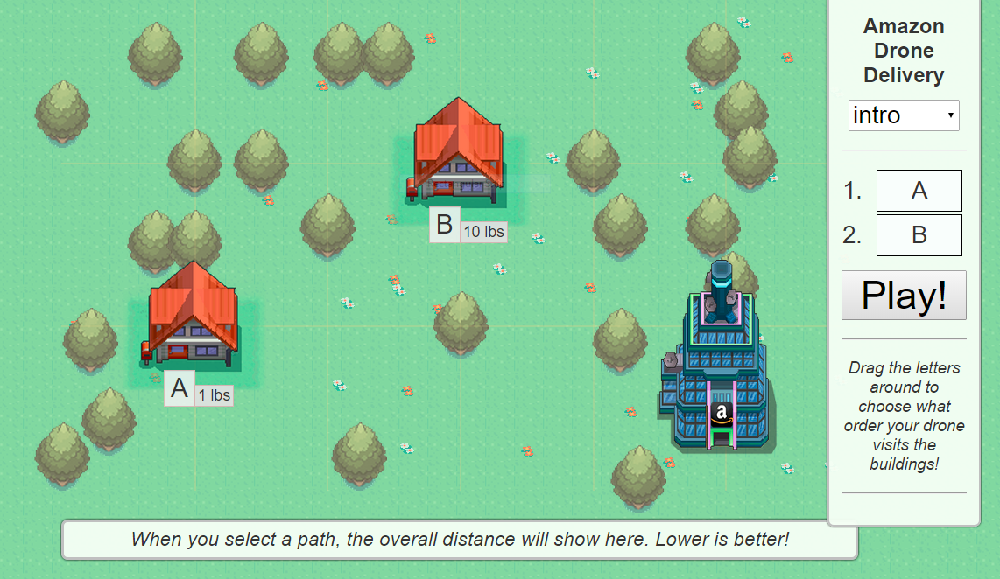 Amazon
Drone
Delivery
intro
1. A
2. B
Play!
Drag the letters
around to
choose what
order your drone
visits the
buildings!
B 10 lbs
A 1 lbs
a
When you select a path, the overall distance will show here. Lower is better!